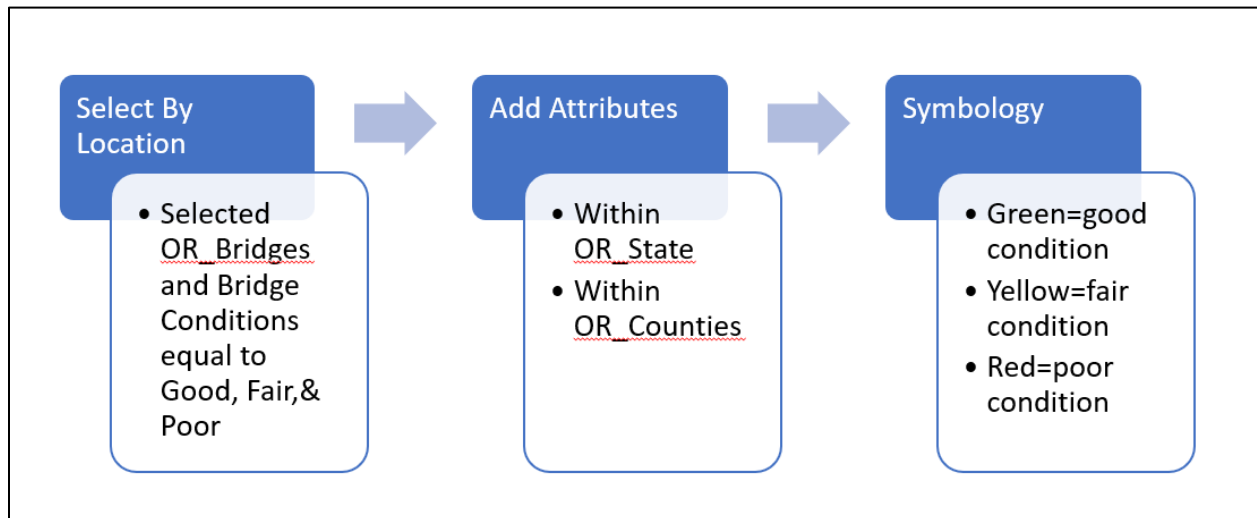 Select By
Location
• Selected
OR_Bridges
and Bridge
Conditions
equal to
Good, Fair,&
Poor
Add Attributes
• Within
OR_State
• Within
OR_Counties
Symbology
• Green=good
condition
• Yellow=fair
condition
• Red=poor
condition